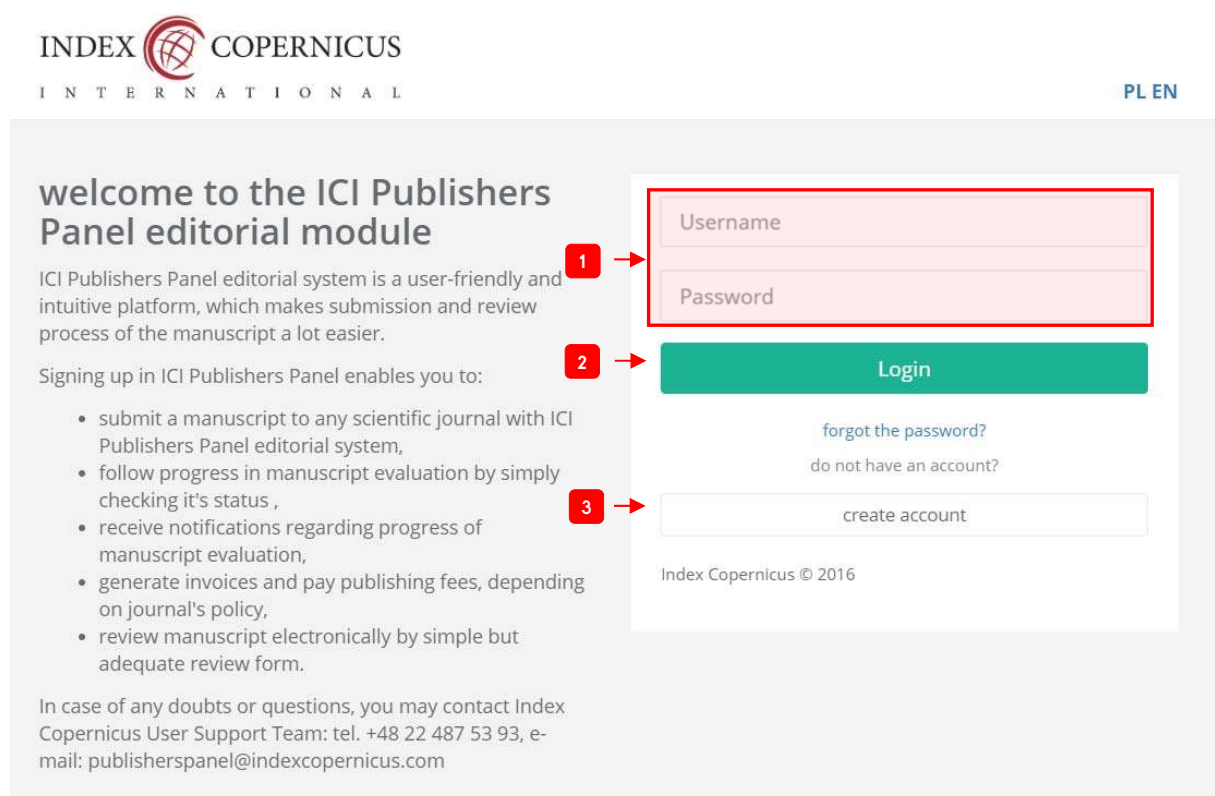 INDEX COPERNICUS
INTERNATIONAL
PL EN
welcome to the ICI Publishers
Panel editorial module
ICI Publishers Panel editorial system is a user-friendly and
intuitive platform, which makes submission and review
process of the manuscript a lot easier.
Signing up in ICI Publishers Panel enables you to:
• submit a manuscript to any scientific journal with ICI
Publishers Panel editorial system,
• follow progress in manuscript evaluation by simply
checking it's status ,
• receive notifications regarding progress of
manuscript evaluation,
• generate invoices and pay publishing fees, depending
on journal's policy,
• review manuscript electronically by simple but
adequate review form.
In case of any doubts or questions, you may contact Index
Copernicus User Support Team: tel. +48 22 487 53 93, e-
mail: publisherspanel@indexcopernicus.com
1
Username
Password
2
Login
forgot the password?
do not have an account?
3
create account
Index Copernicus © 2016